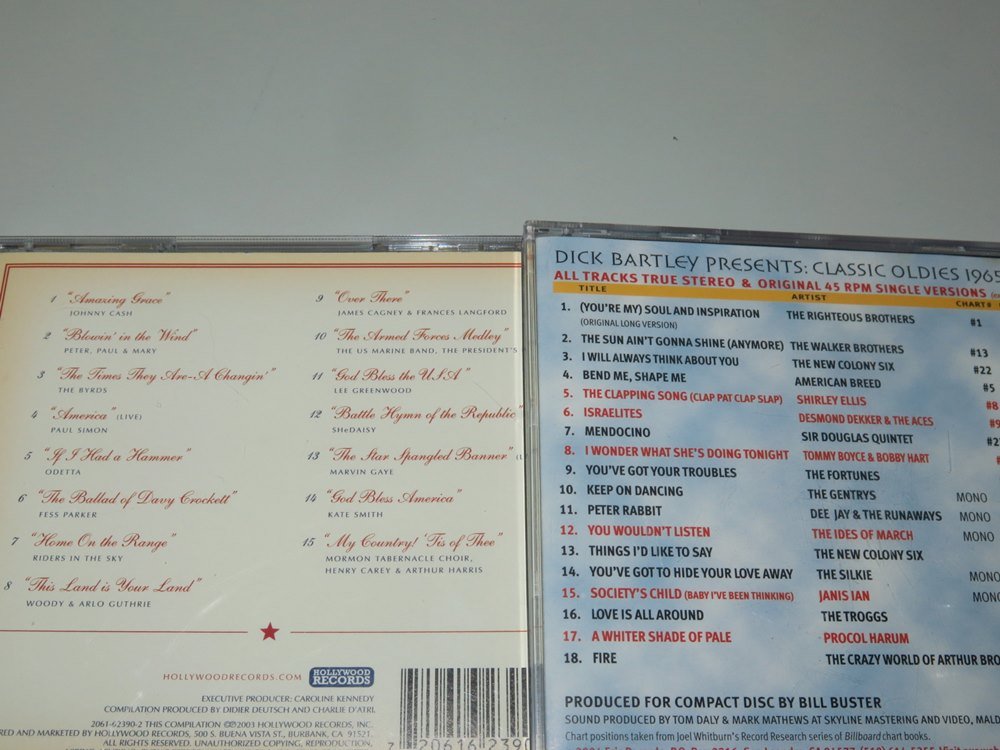 1 "Amazing Grace"
JOHNNY CASH
2 "Blowin' in the Wind"
PETER, PAUL & MARY
3 "The Times They Are-A Changin'"
THE BYRDS
4 "America" (LIVE)
PAUL SIMON
5 "If I Had a Hammer"
ODETTA
6 "The Ballad of Davy Crockett"
FESS PARKER
7 "Home On the Range"
RIDERS IN THE SKY
8 "This Land is Your Land"
WOODY & ARLO GUTHRIE
9 "Over There"
JAMES CAGNEY & FRANCES LANGFORD
10 "The Armed Forces Medley"
THE US MARINE BAND, THE PRESIDENT'S
11 "God Bless the U.S.A"
LEE GREENWOOD
12 "Battle Hymn of the Republic"
SHeDAISY
13 "The Star Spangled Banner"
MARVIN GAYE
14 "God Bless America"
KATE SMITH
15 "My Country! 'Tis of Thee"
MORMON TABERNACLE CHOIR,
HENRY CAREY & ARTHUR HARRIS
HOLLYWOODRECORDS.COM HOLLYWOOD RECORDS
EXECUTIVE PRODUCER: CAROLINE KENNEDY
COMPILATION PRODUCED BY DIDIER DEUTSCH AND CHARLIE D'ATRI.
2061-62390-2 THIS COMPILATION ©℗2003 HOLLYWOOD RECORDS, INC.
AND MARKETED BY HOLLYWOOD RECORDS, 500 S. BUENA VISTA ST., BURBANK, CA 91521.
ALL RIGHTS RESERVED. UNAUTHORIZED COPYING, REPRODUCTION,
7 20616 2390
DICK BARTLEY PRESENTS: CLASSIC OLDIES 1965
ALL TRACKS TRUE STEREO & ORIGINAL 45 RPM SINGLE VERSIONS
TITLE ARTIST CHART#
1. (YOU'RE MY) SOUL AND INSPIRATION THE RIGHTEOUS BROTHERS #1
(ORIGINAL LONG VERSION)
2. THE SUN AIN'T GONNA SHINE (ANYMORE) THE WALKER BROTHERS #13
3. I WILL ALWAYS THINK ABOUT YOU THE NEW COLONY SIX #22
4. BEND ME, SHAPE ME AMERICAN BREED #5
5. THE CLAPPING SONG (CLAP PAT CLAP SLAP) SHIRLEY ELLIS #8
6. ISRAELITES DESMOND DEKKER & THE ACES #9
7. MENDOCINO SIR DOUGLAS QUINTET #2
8. I WONDER WHAT SHE'S DOING TONIGHT TOMMY BOYCE & BOBBY HART
9. YOU'VE GOT YOUR TROUBLES THE FORTUNES
10. KEEP ON DANCING THE GENTRYS MONO
11. PETER RABBIT DEE JAY & THE RUNAWAYS MONO
12. YOU WOULDN'T LISTEN THE IDES OF MARCH MONO
13. THINGS I'D LIKE TO SAY THE NEW COLONY SIX
14. YOU'VE GOT TO HIDE YOUR LOVE AWAY THE SILKIE MONO
15. SOCIETY'S CHILD (BABY I'VE BEEN THINKING) JANIS IAN MONO
16. LOVE IS ALL AROUND THE TROGGS
17. A WHITER SHADE OF PALE PROCOL HARUM
18. FIRE THE CRAZY WORLD OF ARTHUR BRO
PRODUCED FOR COMPACT DISC BY BILL BUSTER
SOUND PRODUCED BY TOM DALY & MARK MATHEWS AT SKYLINE MASTERING AND VIDEO, MALD
Chart positions taken from Joel Whitburn's Record Research series of Billboard chart books.